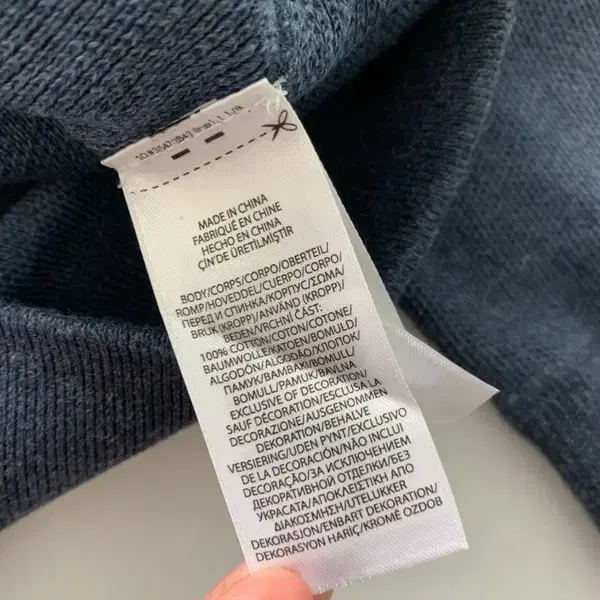 MADE IN CHINA
FABRIQUÉ EN CHINE
HECHO EN CHINA
ÇİN'DE ÜRETİLMİŞTİR
BODY/CORPS/CORPO/OBERTEIL/
ROMP/HOVEDDEL/CUERPO/CORPO/
ПЕРЕД И СПИНКА/КОРПУС/ΣΩΜΑ/
BUK (KROPP)/ANVÄND (KROPP)/
BEDEN/VRCHNÍ ČÁST:
100% COTTON/COTON/COTONE/
BAUMWOLLE/KATOEN/BOMULD/
ALGODÓN/ALGODÃO/ХЛОПОК/
ПАМУК/ΒΑΜΒΑΚΙ/BOMULL/
BOMULL/PAMUK/BAVLNA
EXCLUSIVE OF DECORATION/
SAUF DÉCORATION/ESCLUSA LA
DECORAZIONE/AUSGENOMMEN
DEKORATION/BEHALVE
VERSIERING/UDEN PYNT/EXCLUSIVO
DE LA DECORACIÓN/NÃO INCLUI
DECORAÇÃO/ЗА ИСКЛЮЧЕНИЕМ
ДЕКОРАТИВНОЙ ОТДЕЛКИ/БЕЗ
УКРАСАТА/ΑΠΟΚΛΕΙΣΤΙΚΗ ΑΠΟ
ΔΙΑΚΟΣΜΗΣΗ/UTELUKKER
DEKORASJON/ENBART DEKORATION/
DEKORASYON HARİÇ/KROMĚ OZDOB